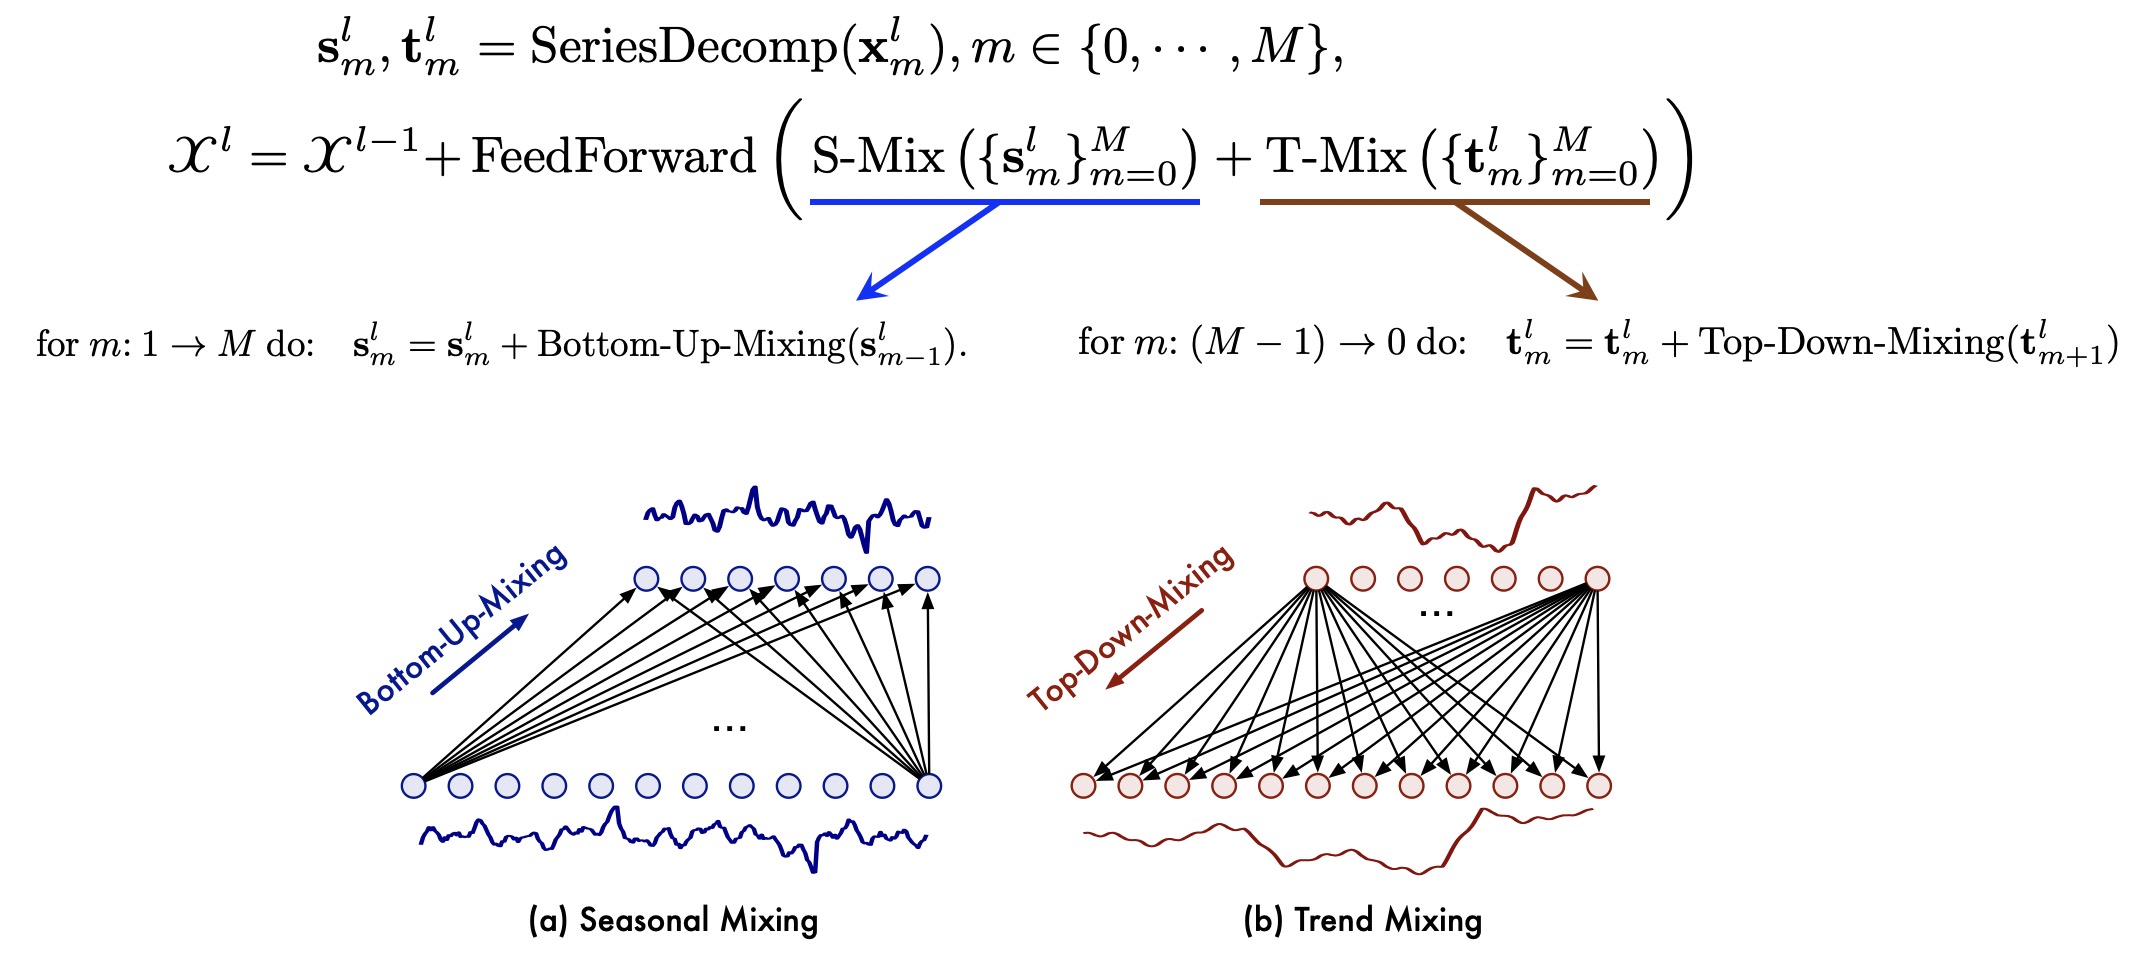 $\mathbf{s}_m^l, \mathbf{t}_m^l = \text{SeriesDecomp}(\mathbf{x}_m^l), m \in \{0, \cdots, M\},$
$\mathcal{X}^l = \mathcal{X}^{l-1} + \text{FeedForward}\left(\text{S-Mix}\left(\{\mathbf{s}_m^l\}_{m=0}^M\right) + \text{T-Mix}\left(\{\mathbf{t}_m^l\}_{m=0}^M\right)\right)$
for $m$: $1 \to M$ do: $\mathbf{s}_m^l = \mathbf{s}_m^l + \text{Bottom-Up-Mixing}(\mathbf{s}_{m-1}^l).$
for $m$: $(M-1) \to 0$ do: $\mathbf{t}_m^l = \mathbf{t}_m^l + \text{Top-Down-Mixing}(\mathbf{t}_{m+1}^l)$
Bottom-Up-Mixing
...
(a) Seasonal Mixing
Top-Down-Mixing
...
(b) Trend Mixing